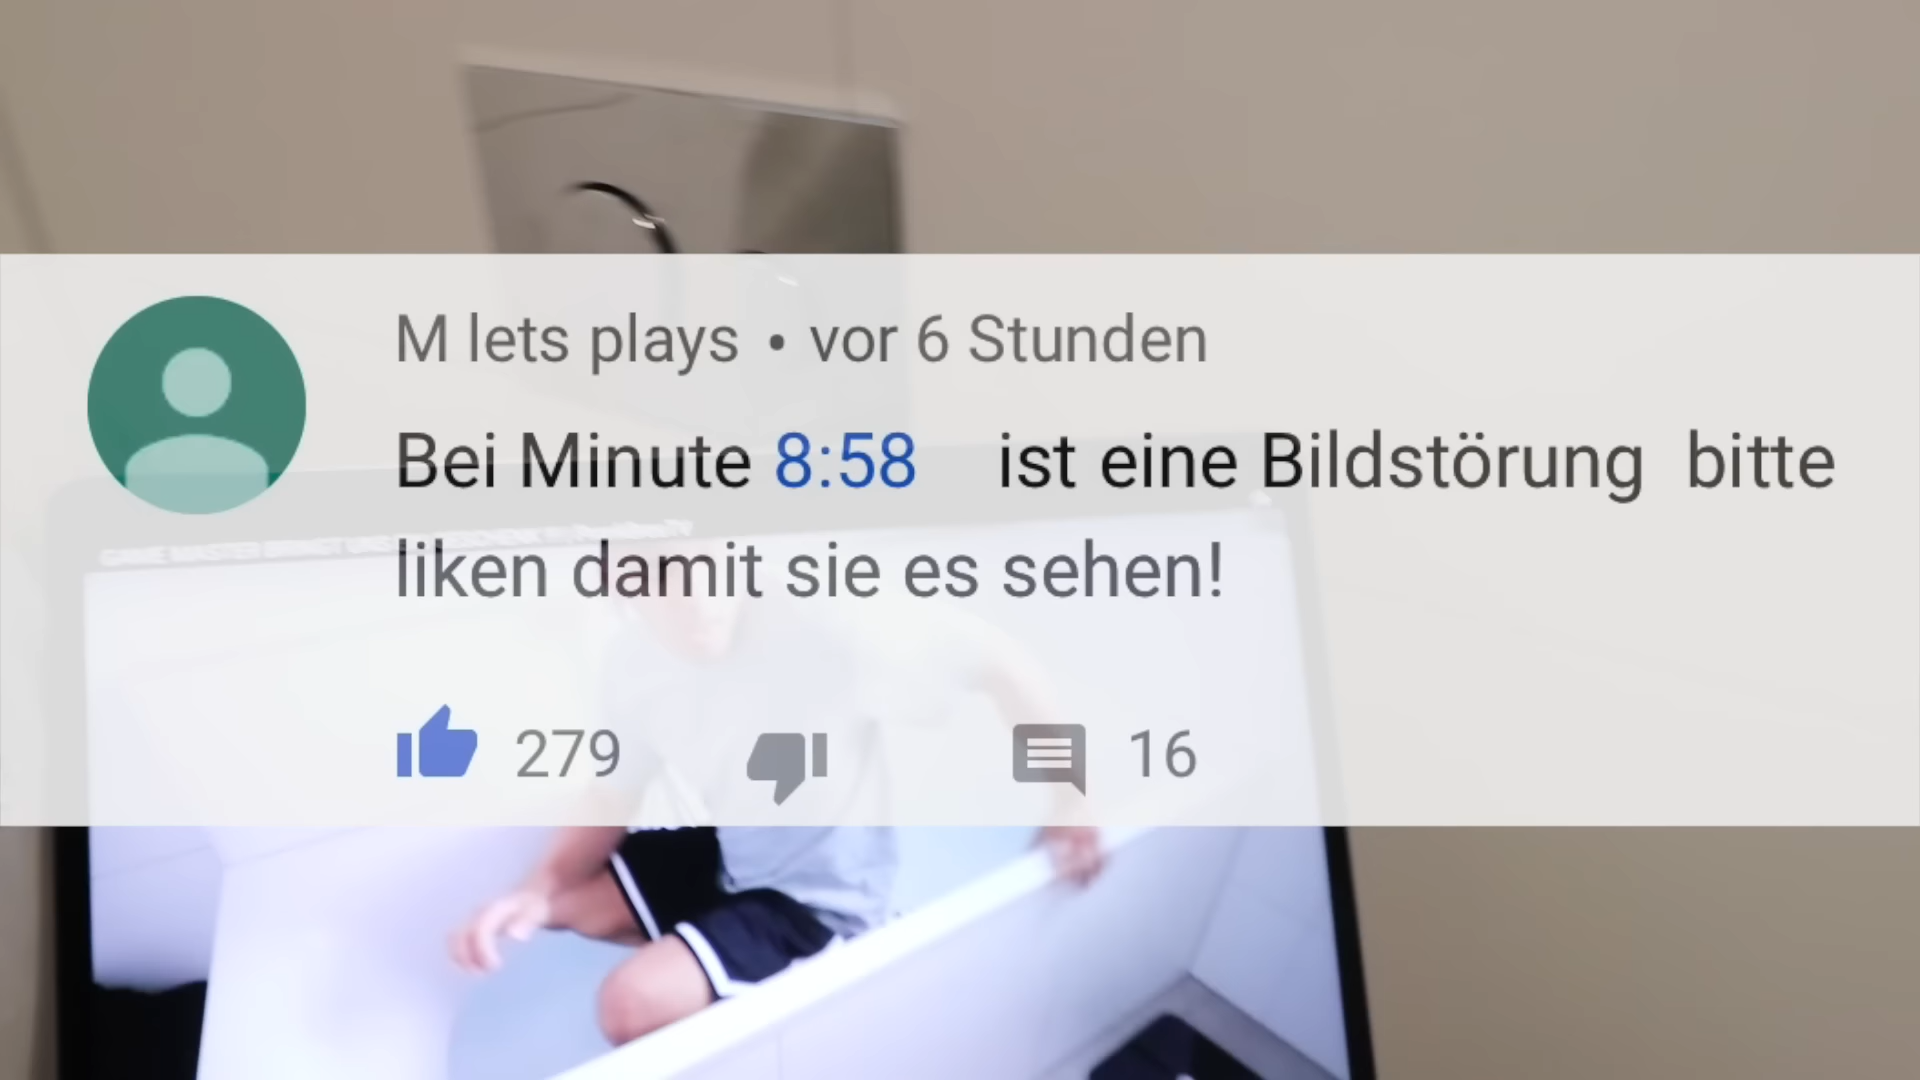 M lets plays • vor 6 Stunden
Bei Minute 8:58 ist eine Bildstörung bitte
liken damit sie es sehen!
279 16